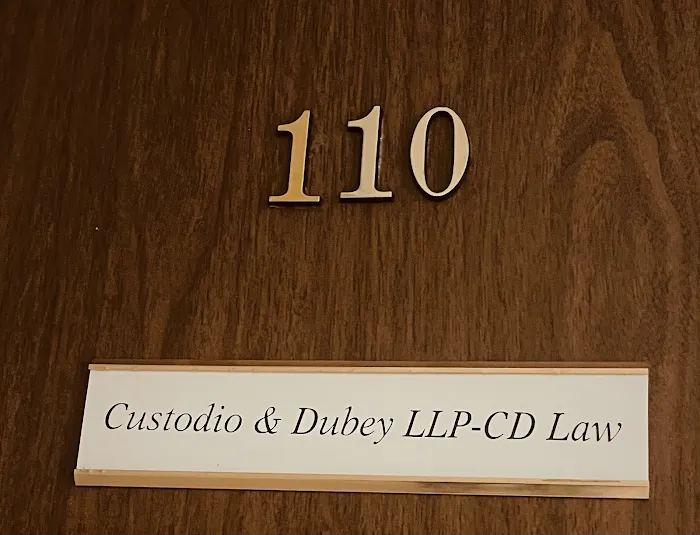 110
Custodio & Dubey LLP-CD Law